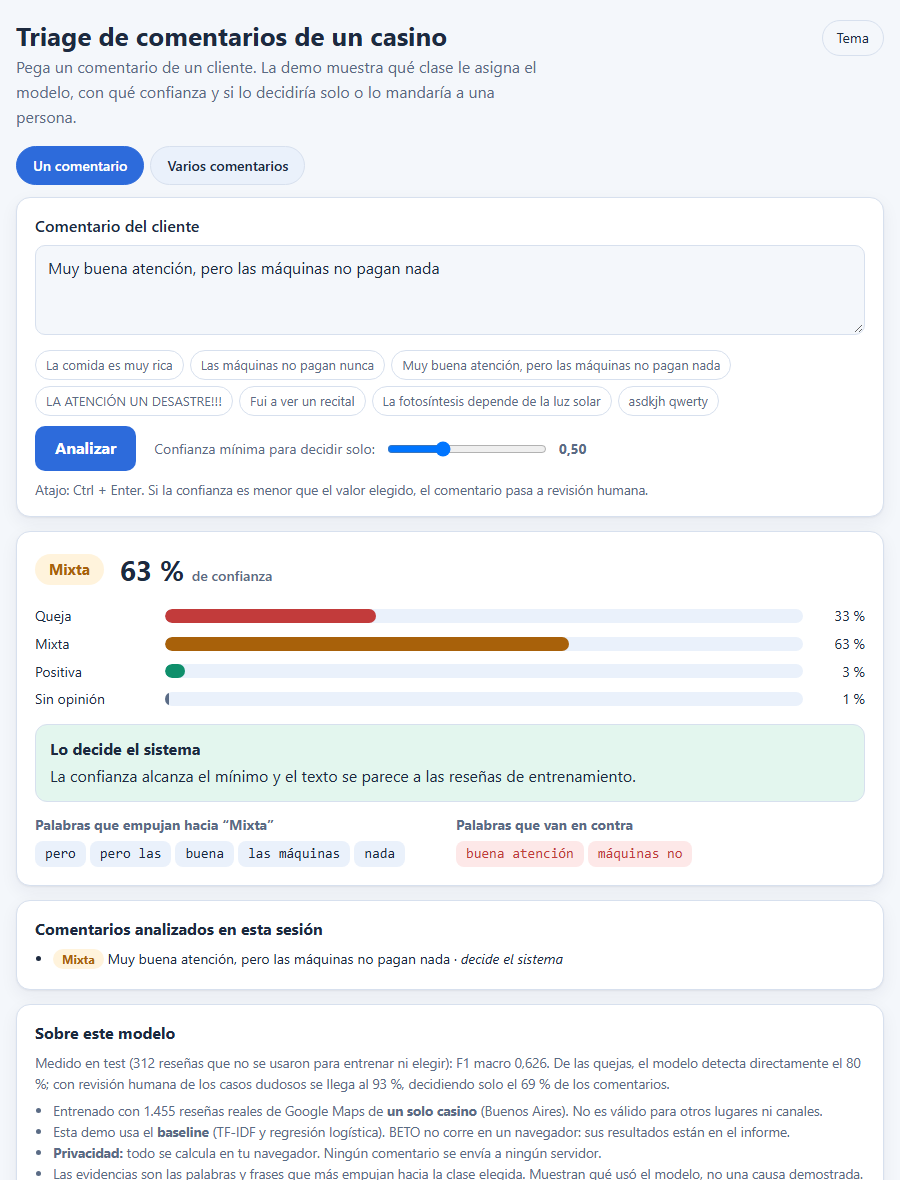 Triage de comentarios de un casino
Tema
Pega un comentario de un cliente. La demo muestra qué clase le asigna el
modelo, con qué confianza y si lo decidiría solo o lo mandaría a una
persona.
Un comentario
Varios comentarios
Comentario del cliente
Muy buena atención, pero las máquinas no pagan nada
La comida es muy rica
Las máquinas no pagan nunca
Muy buena atención, pero las máquinas no pagan nada
LA ATENCIÓN UN DESASTRE!!!
Fui a ver un recital
La fotosíntesis depende de la luz solar
asdkjh qwerty
Analizar
Confianza mínima para decidir solo:
0,50
Atajo: Ctrl + Enter. Si la confianza es menor que el valor elegido, el comentario pasa a revisión humana.
Mixta
63 % de confianza
Queja 33 %
Mixta 63 %
Positiva 3 %
Sin opinión 1 %
Lo decide el sistema
La confianza alcanza el mínimo y el texto se parece a las reseñas de entrenamiento.
Palabras que empujan hacia “Mixta”
pero
pero las
buena
las máquinas
nada
Palabras que van en contra
buena atención
máquinas no
Comentarios analizados en esta sesión
• Mixta Muy buena atención, pero las máquinas no pagan nada · decide el sistema
Sobre este modelo
Medido en test (312 reseñas que no se usaron para entrenar ni elegir): F1 macro 0,626. De las quejas, el modelo detecta directamente el 80
%; con revisión humana de los casos dudosos se llega al 93 %, decidiendo solo el 69 % de los comentarios.
• Entrenado con 1.455 reseñas reales de Google Maps de un solo casino (Buenos Aires). No es válido para otros lugares ni canales.
• Esta demo usa el baseline (TF-IDF y regresión logística). BETO no corre en un navegador: sus resultados están en el informe.
• Privacidad: todo se calcula en tu navegador. Ningún comentario se envía a ningún servidor.
• Las evidencias son las palabras y frases que más empujan hacia la clase elegida. Muestran qué usó el modelo, no una causa demostrada.